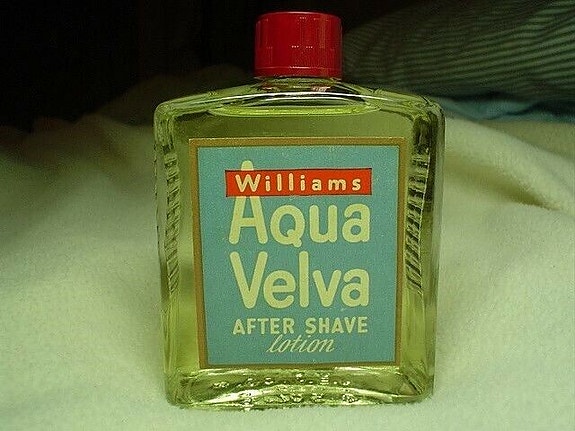 Williams
Aqua
Velva
AFTER SHAVE
lotion